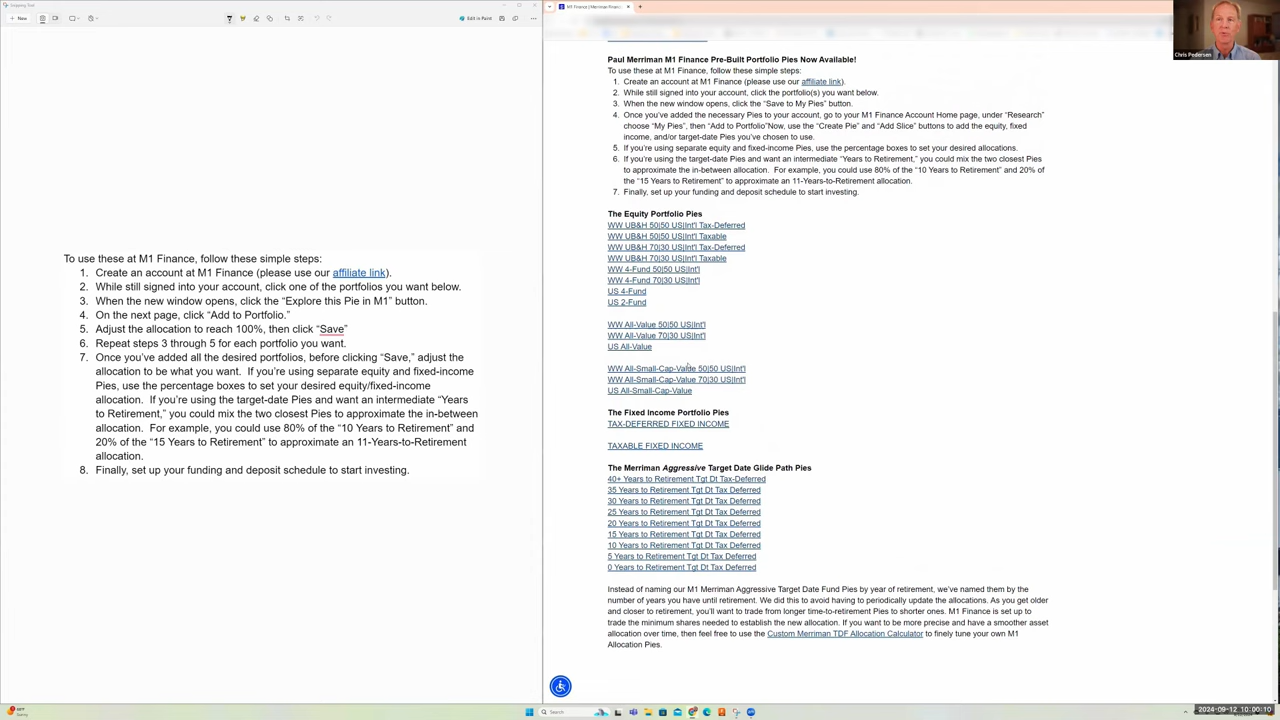 Snipping Tool
New
Edit in Paint
To use these at M1 Finance, follow these simple steps:
1. Create an account at M1 Finance (please use our affiliate link).
2. While still signed into your account, click one of the portfolios you want below.
3. When the new window opens, click the “Explore this Pie in M1” button.
4. On the next page, click “Add to Portfolio.”
5. Adjust the allocation to reach 100%, then click “Save”
6. Repeat steps 3 through 5 for each portfolio you want.
7. Once you've added all the desired portfolios, before clicking “Save,” adjust the
allocation to be what you want. If you're using separate equity and fixed-income
Pies, use the percentage boxes to set your desired equity/fixed-income
allocation. If you're using the target-date Pies and want an intermediate “Years
to Retirement,” you could mix the two closest Pies to approximate the in-between
allocation. For example, you could use 80% of the “10 Years to Retirement” and
20% of the “15 Years to Retirement” to approximate an 11-Years-to-Retirement
allocation.
8. Finally, set up your funding and deposit schedule to start investing.
M1 Finance | Merriman Financ
Paul Merriman M1 Finance Pre-Built Portfolio Pies Now Available!
To use these at M1 Finance, follow these simple steps:
1. Create an account at M1 Finance (please use our affiliate link).
2. While still signed into your account, click the portfolio(s) you want below.
3. When the new window opens, click the “Save to My Pies” button.
4. Once you've added the necessary Pies to your account, go to your M1 Finance Account Home page, under “Research”
choose “My Pies”, then “Add to Portfolio”Now, use the “Create Pie” and “Add Slice” buttons to add the equity, fixed
income, and/or target-date Pies you've chosen to use.
5. If you're using separate equity and fixed-income Pies, use the percentages to set your desired allocations.
6. If you're using the target-date Pies and want an intermediate “Years to Retirement,” you could mix the two closest Pies
to approximate the in-between allocation. For example, you could use 80% of the “10 Years to Retirement” and 20% of
the “15 Years to Retirement” to approximate an 11-Years-to-Retirement allocation.
7. Finally, set up your funding and deposit schedule to start investing.
The Equity Portfolio Pies
WW UB&H 50|50 US|Int'l Tax-Deferred
WW UB&H 50|50 US|Int'l Taxable
WW UB&H 70|30 US|Int'l Tax-Deferred
WW UB&H 70|30 US|Int'l Taxable
WW 4-Fund 50|50 US|Int'l
WW 4-Fund 70|30 US|Int'l
US 4-Fund
US 2-Fund
WW All-Value 50|50 US|Int'l
WW All-Value 70|30 US|Int'l
US All-Value
WW All-Small-Cap-Value 50|50 US|Int'l
WW All-Small-Cap-Value 70|30 US|Int'l
US All-Small-Cap-Value
The Fixed Income Portfolio Pies
TAX-DEFERRED FIXED INCOME
TAXABLE FIXED INCOME
The Merriman Aggressive Target Date Glide Path Pies
40+ Years to Retirement Tgt Dt Tax-Deferred
35 Years to Retirement Tgt Dt Tax Deferred
30 Years to Retirement Tgt Dt Tax Deferred
25 Years to Retirement Tgt Dt Tax Deferred
20 Years to Retirement Tgt Dt Tax Deferred
15 Years to Retirement Tgt Dt Tax Deferred
10 Years to Retirement Tgt Dt Tax Deferred
5 Years to Retirement Tgt Dt Tax Deferred
0 Years to Retirement Tgt Dt Tax Deferred
Instead of naming our M1 Merriman Aggressive Target Date Fund Pies by year of retirement, we've named them by the
number of years you have until retirement. We did this to avoid having to periodically update the allocations. As you get older
and closer to retirement, you'll want to trade from longer time-to-retirement Pies to shorter ones. M1 Finance is set up to
trade the minimum shares needed to establish the new allocation. If you want to be more precise and have a smoother asset
allocation over time, then feel free to use the Custom Merriman TDF Allocation Calculator to finely tune your own M1
Allocation Pies.
Chris Pedersen
Search
2024-09-12 10:00:10